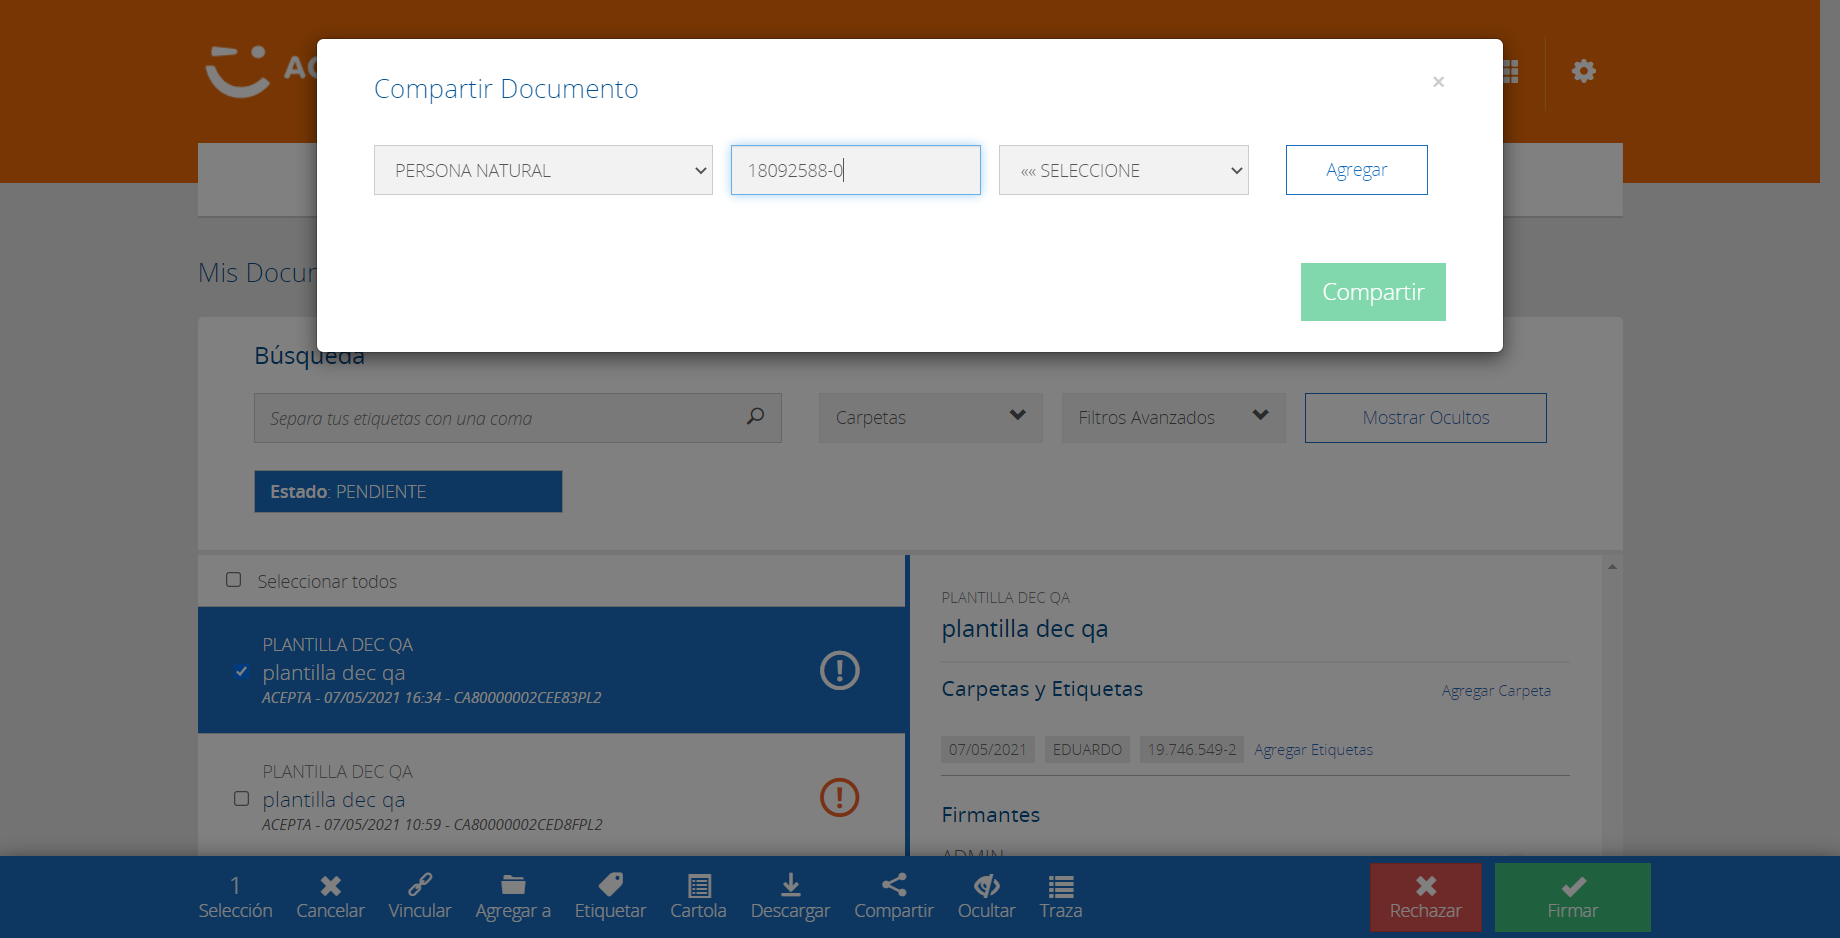 Compartir Documento
×
PERSONA NATURAL
18092588-0
«« SELECCIONE
Agregar
Compartir
Búsqueda
Separa tus etiquetas con una coma
Carpetas
Filtros Avanzados
Mostrar Ocultos
Estado: PENDIENTE
Seleccionar todos
PLANTILLA DEC QA
plantilla dec qa
ACEPTA - 07/05/2021 16:34 - CA80000002CEE83PL2
PLANTILLA DEC QA
plantilla dec qa
ACEPTA - 07/05/2021 10:59 - CA80000002CED8FPL2
PLANTILLA DEC QA
plantilla dec qa
Carpetas y Etiquetas
Agregar Carpeta
07/05/2021
EDUARDO
19.746.549-2
Agregar Etiquetas
Firmantes
ADMIN
1
Selección
Cancelar
Vincular
Agregar a
Etiquetar
Cartola
Descargar
Compartir
Ocultar
Traza
Rechazar
Firmar